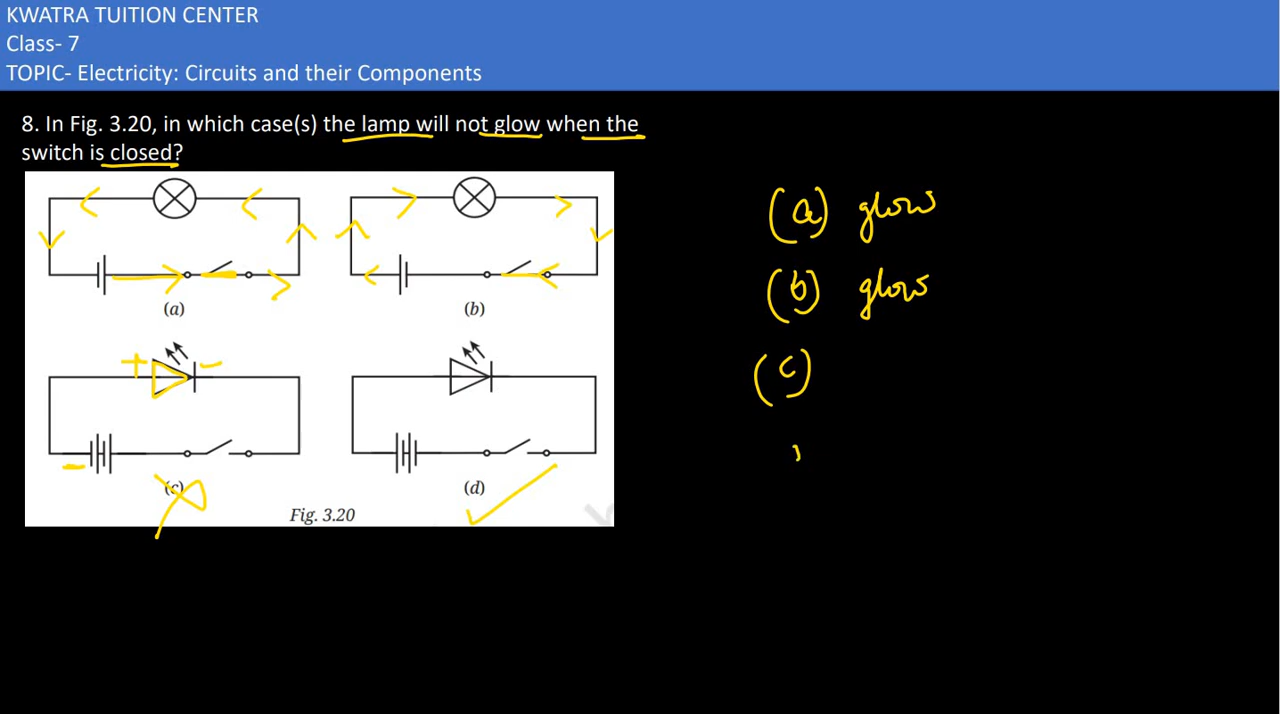 KWATRA TUITION CENTER
Class- 7
TOPIC- Electricity: Circuits and their Components
8. In Fig. 3.20, in which case(s) the lamp will not glow when the
switch is closed?
(a)
(b)
+
-
-
(c)
(d)
Fig. 3.20
(a) glow
(b) glow
(c)